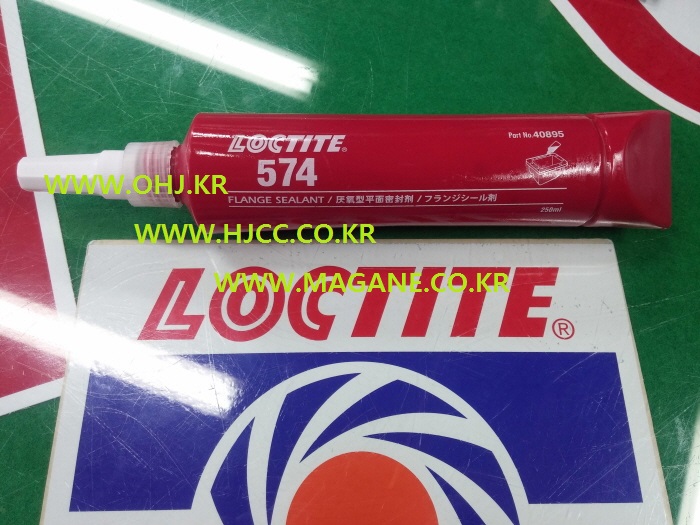 Part No.40895
LOCTITE®
574
FLANGE SEALANT / 厌氧型平面密封剂 / フランジシール剤
250ml
WWW.OHJ.KR
WWW.HJCC.CO.KR
WWW.MAGANE.CO.KR
LOCTITE®